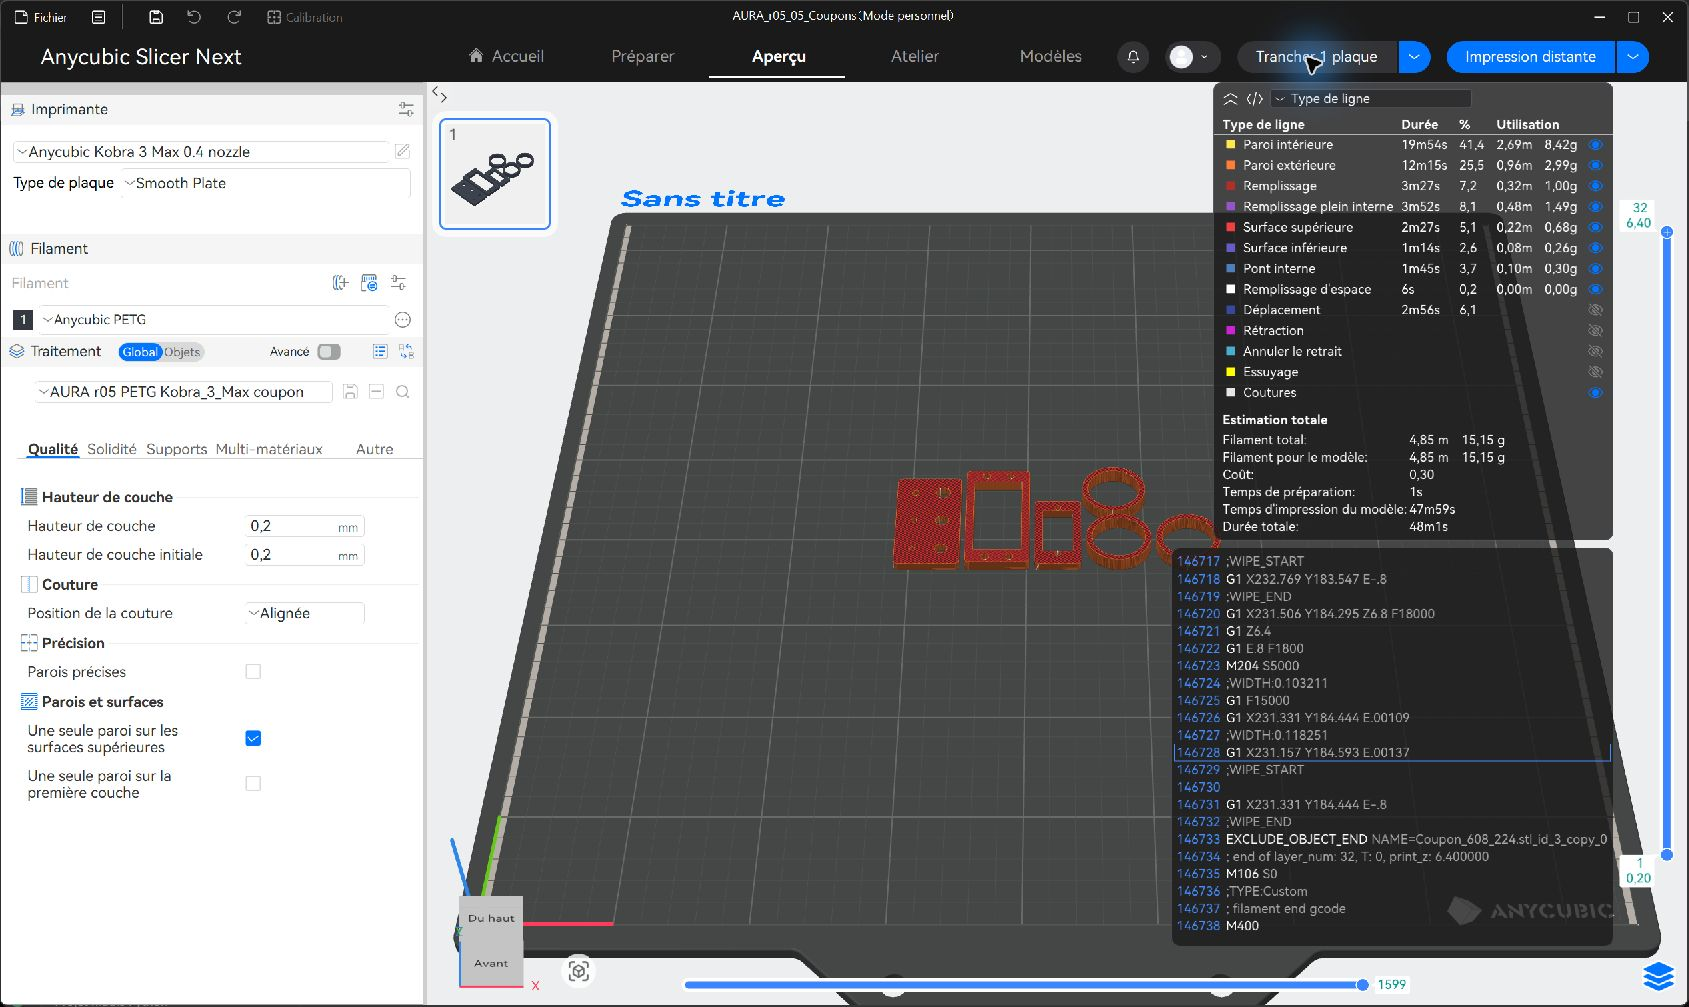 Fichier
Calibration
AURA_r05_05_Coupons(Mode personnel)
Anycubic Slicer Next
Accueil
Préparer
Aperçu
Atelier
Modèles
Trancher 1 plaque
Impression distante
Imprimante
Anycubic Kobra 3 Max 0.4 nozzle
Type de plaque
Smooth Plate
Filament
Filament
1
Anycubic PETG
Traitement
Global
Objets
Avancé
AURA r05 PETG Kobra_3_Max coupon
Qualité
Solidité
Supports
Multi-matériaux
Autre
Hauteur de couche
Hauteur de couche
0,2
mm
Hauteur de couche initiale
0,2
mm
Couture
Position de la couture
Alignée
Précision
Parois précises
Parois et surfaces
Une seule paroi sur les
surfaces supérieures
Une seule paroi sur la
première couche
1
Sans titre
Type de ligne
Type de ligne Durée % Utilisation
Paroi intérieure 19m54s 41,4 2,69m 8,42g
Paroi extérieure 12m15s 25,5 0,96m 2,99g
Remplissage 3m27s 7,2 0,32m 1,00g
Remplissage plein interne 3m52s 8,1 0,48m 1,49g
Surface supérieure 2m27s 5,1 0,22m 0,68g
Surface inférieure 1m14s 2,6 0,08m 0,26g
Pont interne 1m45s 3,7 0,10m 0,30g
Remplissage d'espace 6s 0,2 0,00m 0,00g
Déplacement 2m56s 6,1
Rétraction
Annuler le retrait
Essuyage
Coutures
Estimation totale
Filament total: 4,85 m 15,15 g
Filament pour le modèle: 4,85 m 15,15 g
Coût: 0,30
Temps de préparation: 1s
Temps d'impression du modèle: 47m59s
Durée totale: 48m1s
32
6,40
146717 ;WIPE_START
146718 G1 X232.769 Y183.547 E-.8
146719 ;WIPE_END
146720 G1 X231.506 Y184.295 Z6.8 F18000
146721 G1 Z6.4
146722 G1 E.8 F1800
146723 M204 S5000
146724 ;WIDTH:0.103211
146725 G1 F15000
146726 G1 X231.331 Y184.444 E.00109
146727 ;WIDTH:0.118251
146728 G1 X231.157 Y184.593 E.00137
146729 ;WIPE_START
146730
146731 G1 X231.331 Y184.444 E-.8
146732 ;WIPE_END
146733 EXCLUDE_OBJECT_END NAME=Coupon_608_224.stl_id_3_copy_0
146734 ; end of layer_num: 32, T: 0, print_z: 6.400000
146735 M106 S0
146736 ;TYPE:Custom
146737 ; filament end gcode
146738 M400
1
0,20
ANYCUBIC
Du haut
Avant
Z
X
1599